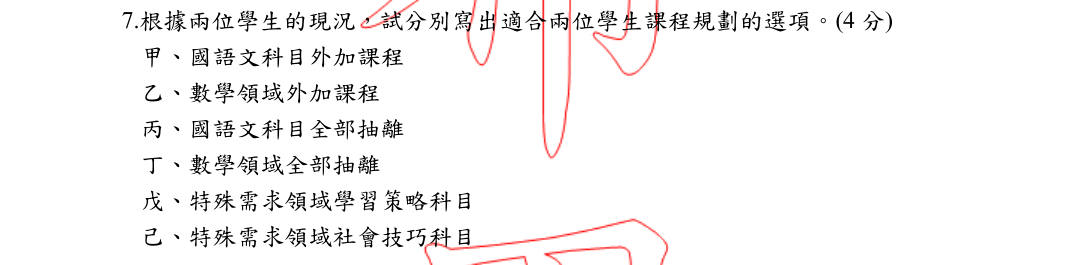 7.根據兩位學生的現況，試分別寫出適合兩位學生課程規劃的選項。(4 分)
甲、國語文科目外加課程
乙、數學領域外加課程
丙、國語文科目全部抽離
丁、數學領域全部抽離
戊、特殊需求領域學習策略科目
己、特殊需求領域社會技巧科目